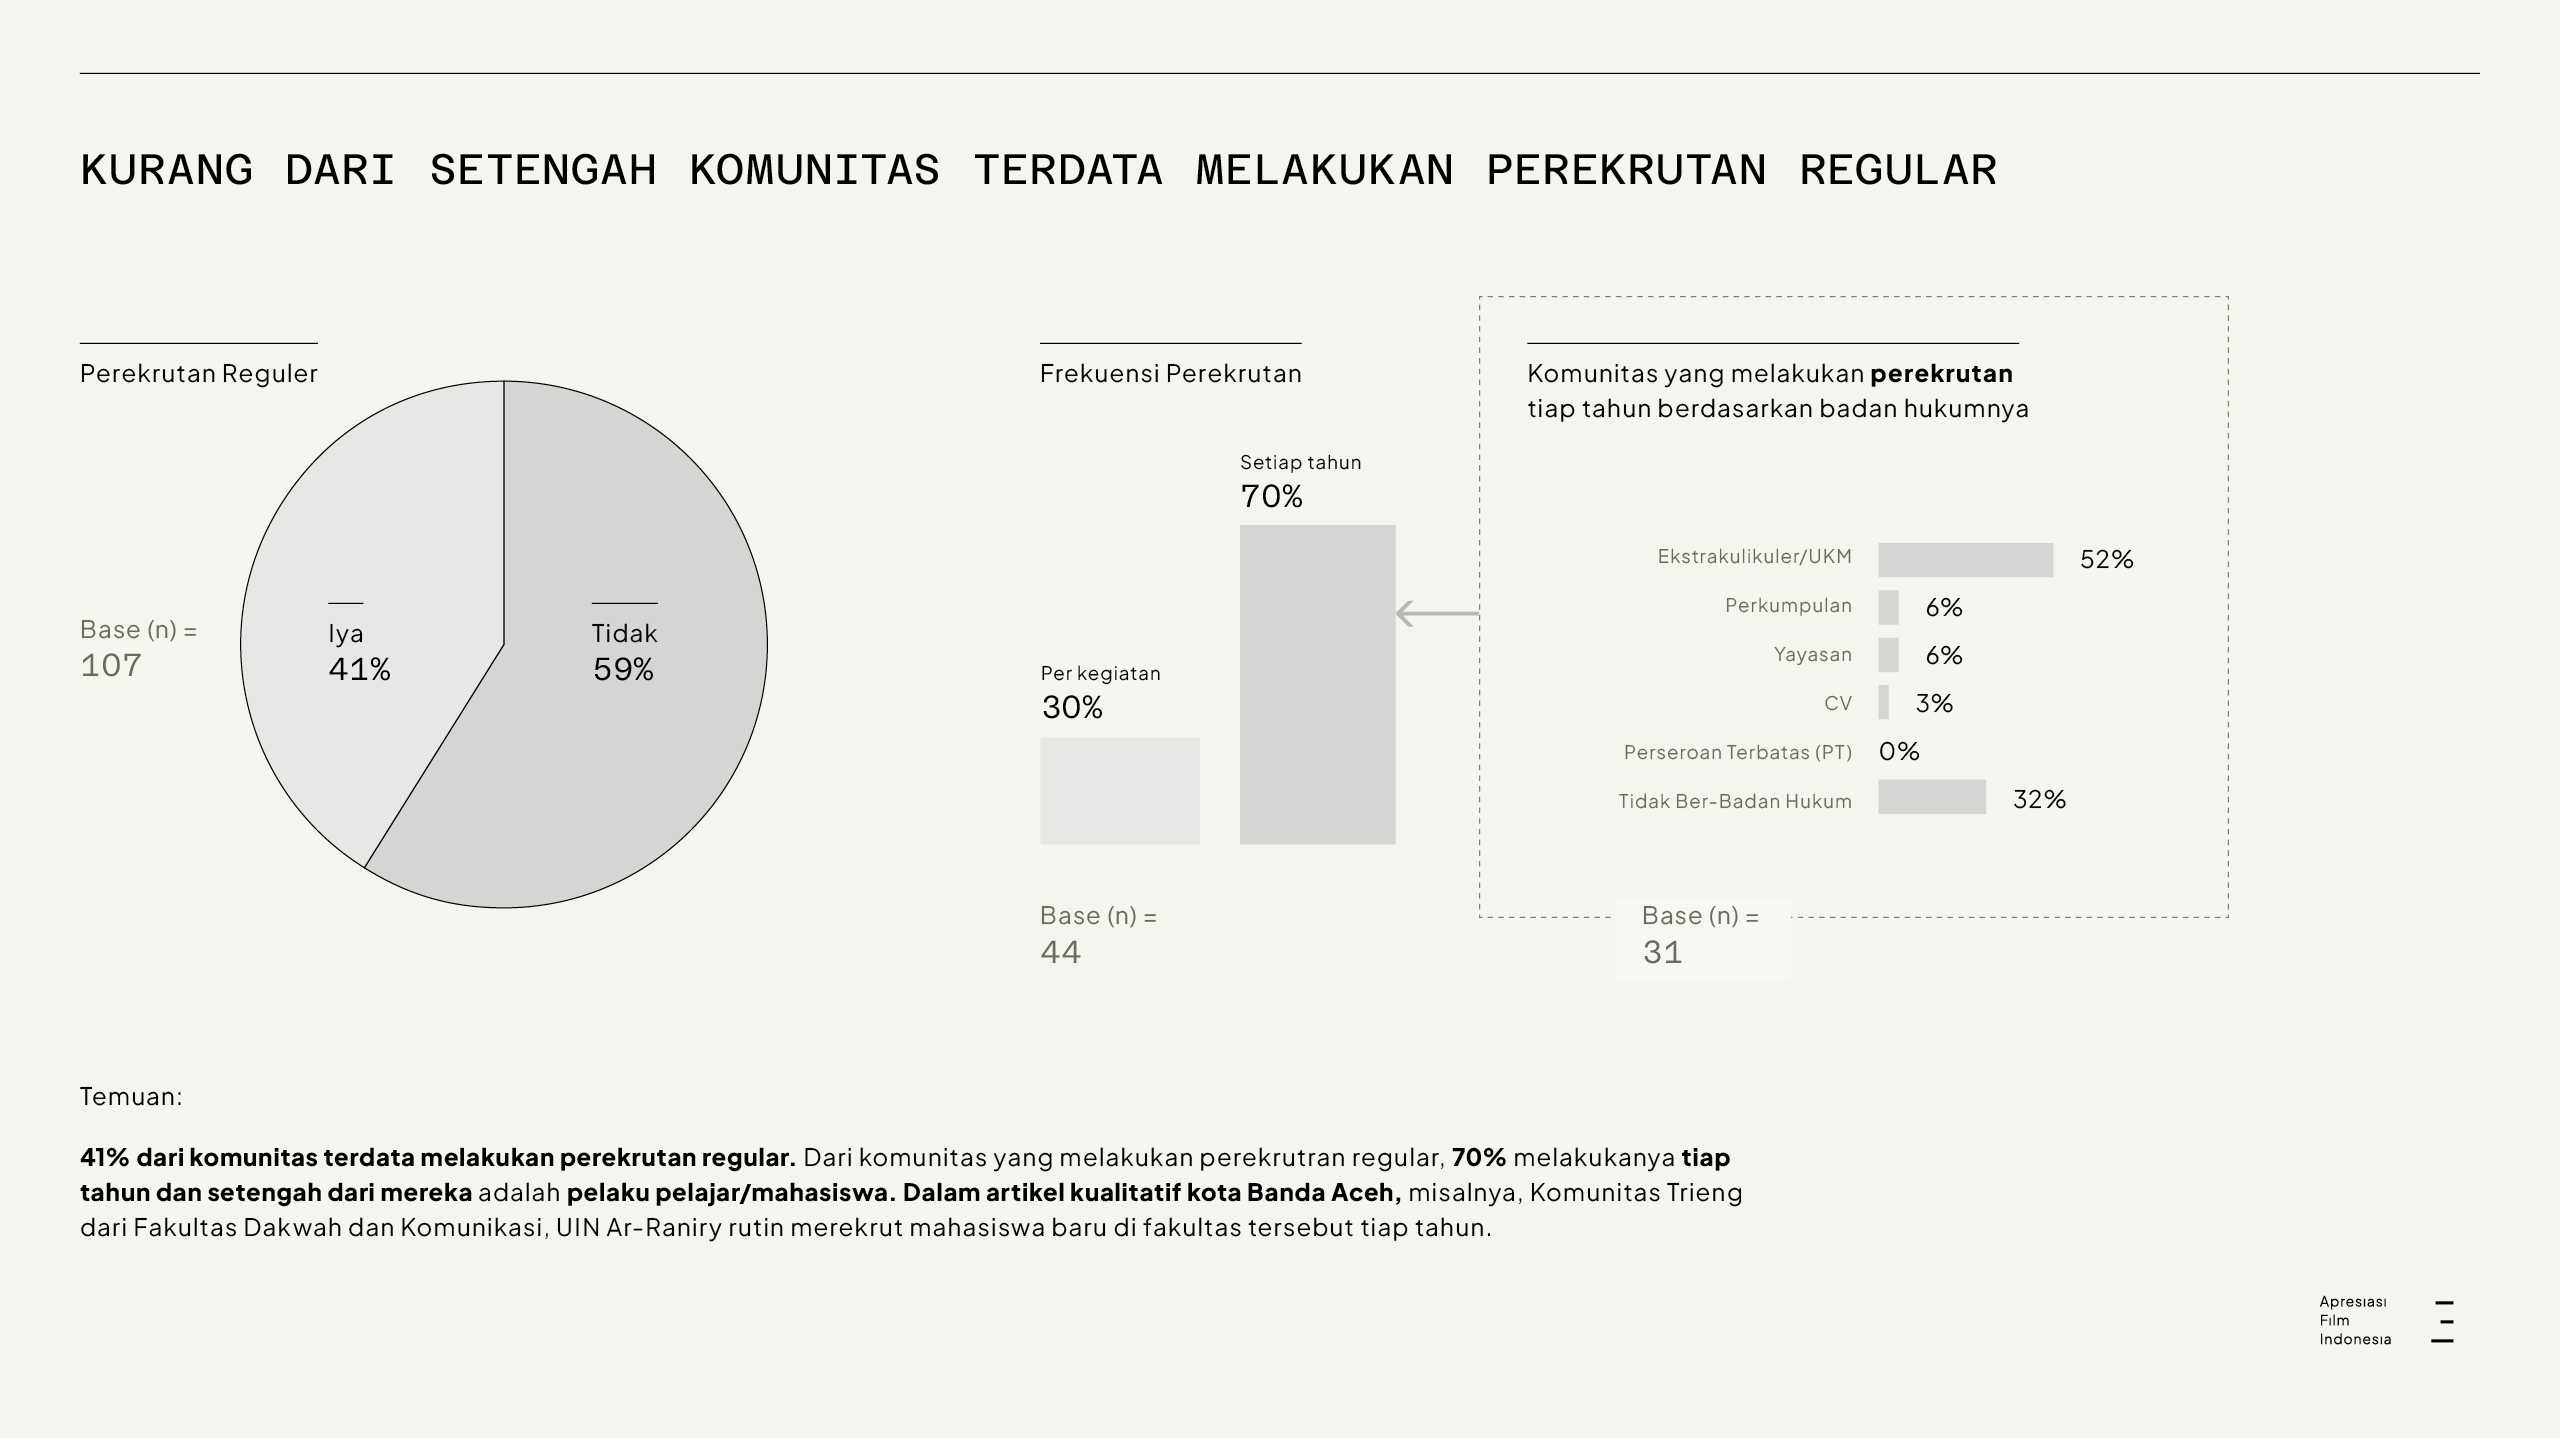 KURANG DARI SETENGAH KOMUNITAS TERDATA MELAKUKAN PEREKRUTAN REGULAR
Perekrutan Reguler
Base (n) =
107
Iya
41%
Tidak
59%
Frekuensi Perekrutan
Per kegiatan
30%
Setiap tahun
70%
Base (n) =
44
Komunitas yang melakukan perekrutan
tiap tahun berdasarkan badan hukumnya
Ekstrakulikuler/UKM 52%
Perkumpulan 6%
Yayasan 6%
CV 3%
Perseroan Terbatas (PT) 0%
Tidak Ber-Badan Hukum 32%
Base (n) =
31
Temuan:
41% dari komunitas terdata melakukan perekrutan regular. Dari komunitas yang melakukan perekrutran regular, 70% melakukanya tiap
tahun dan setengah dari mereka adalah pelaku pelajar/mahasiswa. Dalam artikel kualitatif kota Banda Aceh, misalnya, Komunitas Trieng
dari Fakultas Dakwah dan Komunikasi, UIN Ar-Raniry rutin merekrut mahasiswa baru di fakultas tersebut tiap tahun.
Apresiasi
Film
Indonesia